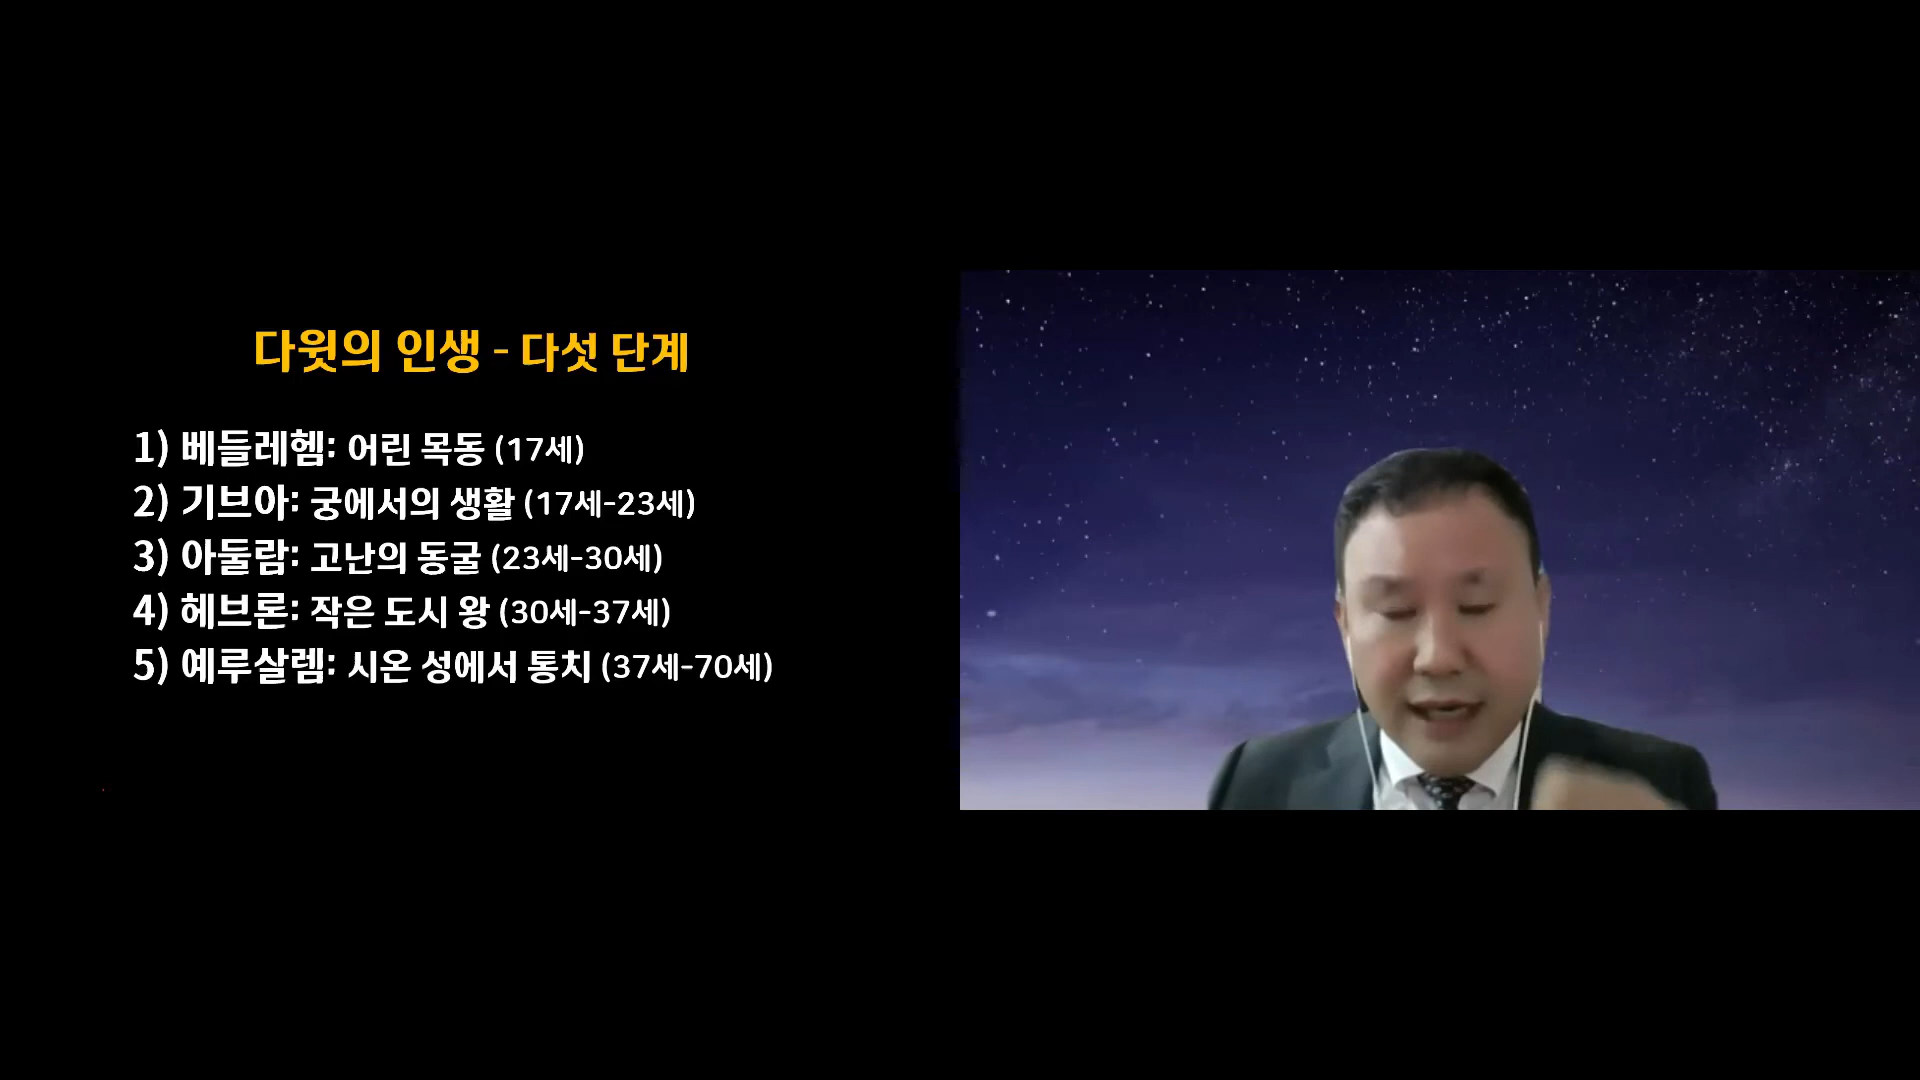 다윗의 인생 - 다섯 단계
1) 베들레헴: 어린 목동 (17세)
2) 기브아: 궁에서의 생활 (17세-23세)
3) 아둘람: 고난의 동굴 (23세-30세)
4) 헤브론: 작은 도시 왕 (30세-37세)
5) 예루살렘: 시온 성에서 통치 (37세-70세)